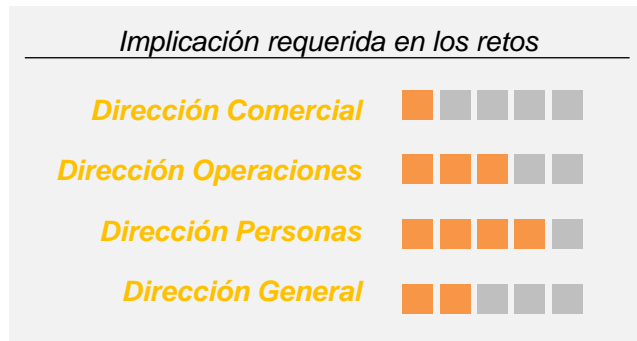 Implicación requerida en los retos
Dirección Comercial
Dirección Operaciones
Dirección Personas
Dirección General